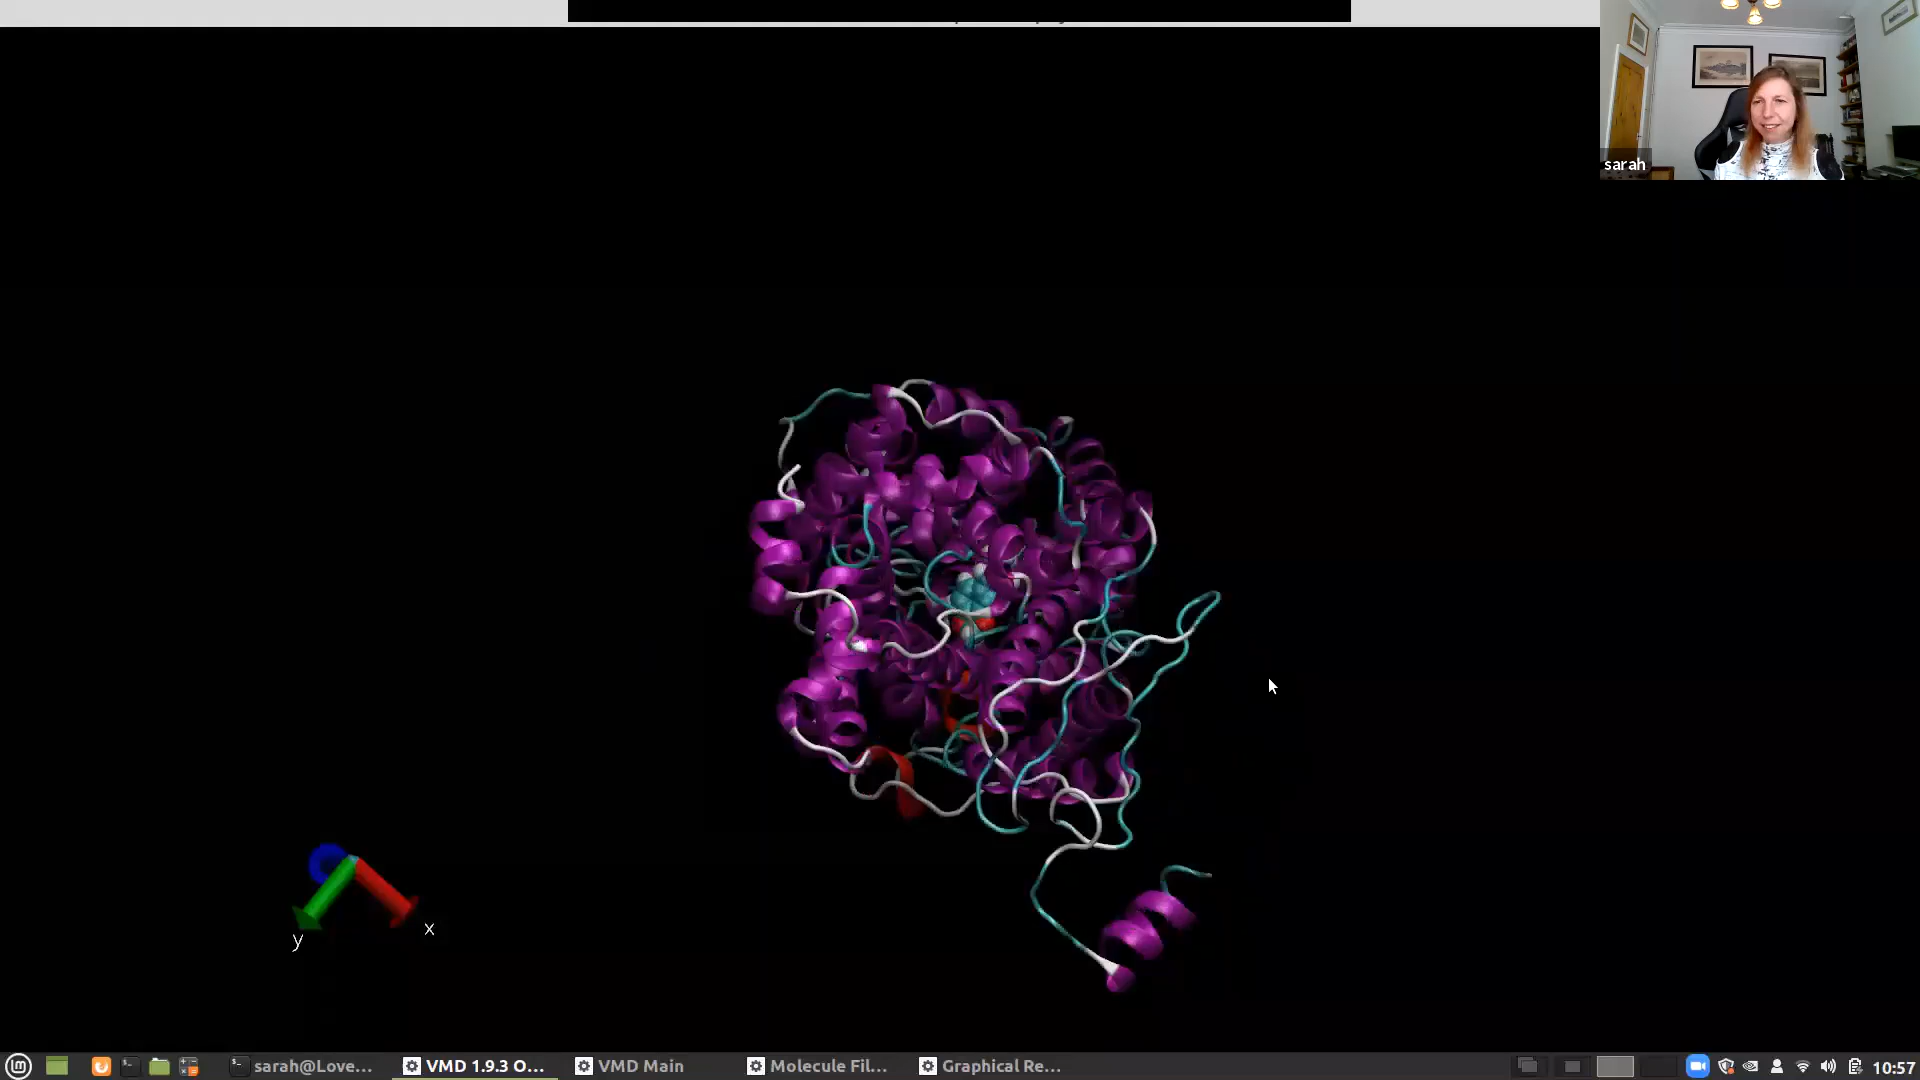 sarah
y
x
sarah@Love...
VMD 1.9.3 O...
VMD Main
Molecule Fil...
Graphical Re...
10:57